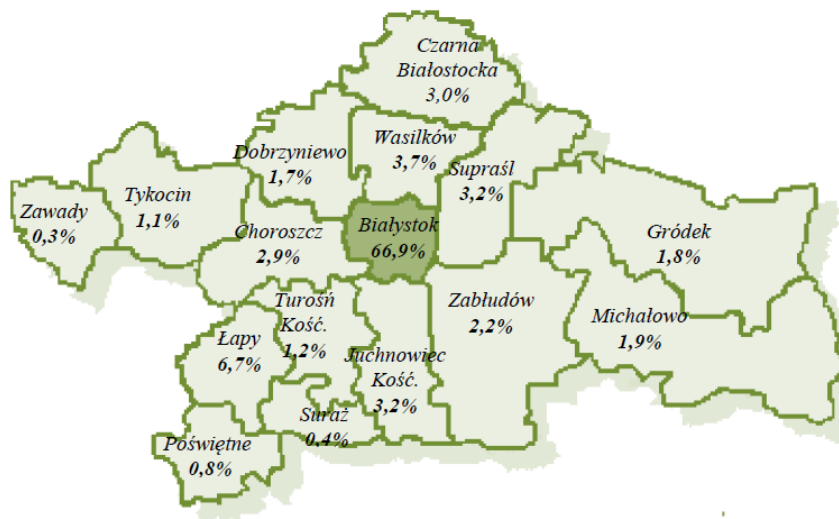 Czarna
Białostocka
3,0%
Wasilków
3,7%
Dobrzyniewo
1,7%
Supraśl
3,2%
Tykocin
1,1%
Zawady
0,3%
Choroszcz
2,9%
Białystok
66,9%
Gródek
1,8%
Turośń
Kość.
1,2%
Zabłudów
2,2%
Michałowo
1,9%
Łapy
6,7%
Juchnowiec
Kość.
3,2%
Suraż
0,4%
Poświętne
0,8%